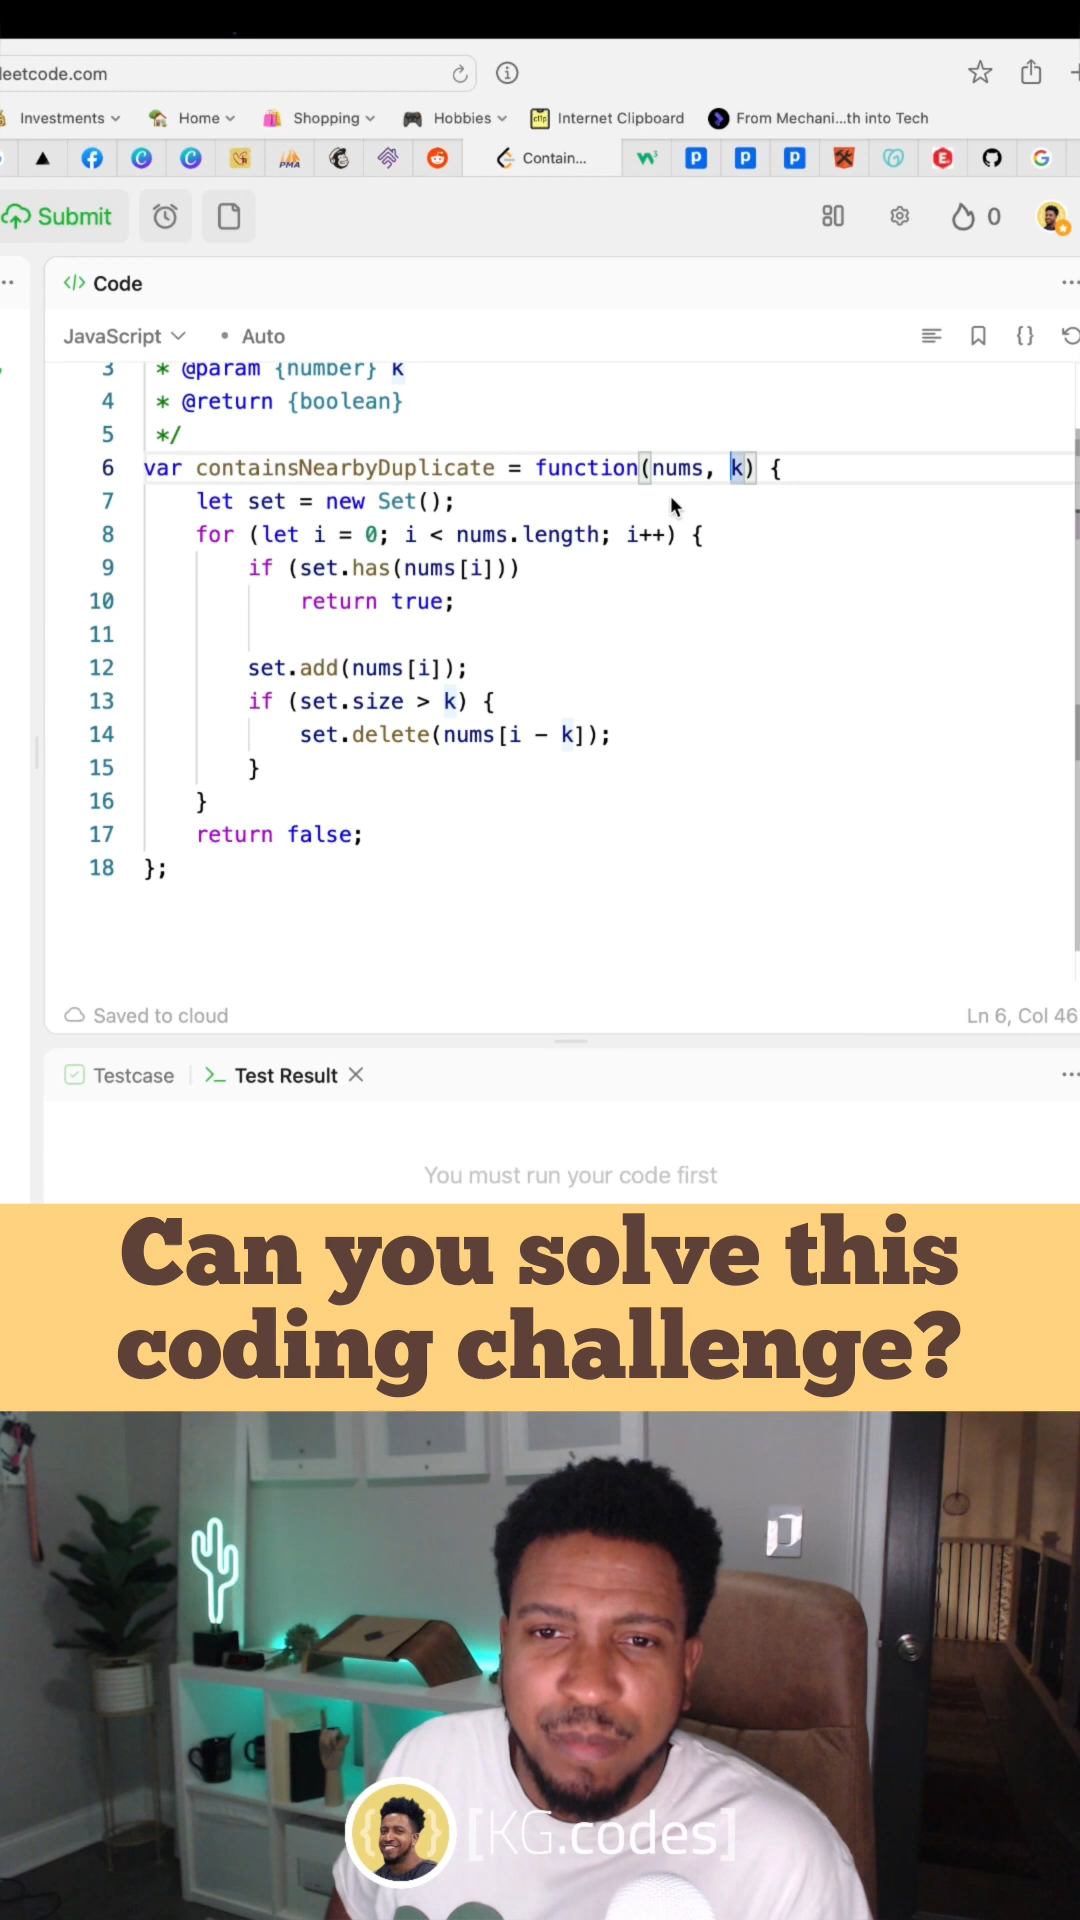 leetcode.com
Investments Home Shopping Hobbies Internet Clipboard From Mechani...th into Tech
PMA Contain... P P P
Submit 0
</> Code
JavaScript • Auto
3 * @param {number} k
4 * @return {boolean}
5 */
6 var containsNearbyDuplicate = function(nums, k) {
7 let set = new Set();
8 for (let i = 0; i < nums.length; i++) {
9 if (set.has(nums[i]))
10 return true;
11
12 set.add(nums[i]);
13 if (set.size > k) {
14 set.delete(nums[i - k]);
15 }
16 }
17 return false;
18 };
Saved to cloud Ln 6, Col 46
Testcase >_ Test Result
You must run your code first
Can you solve this
coding challenge?
[KG.codes]